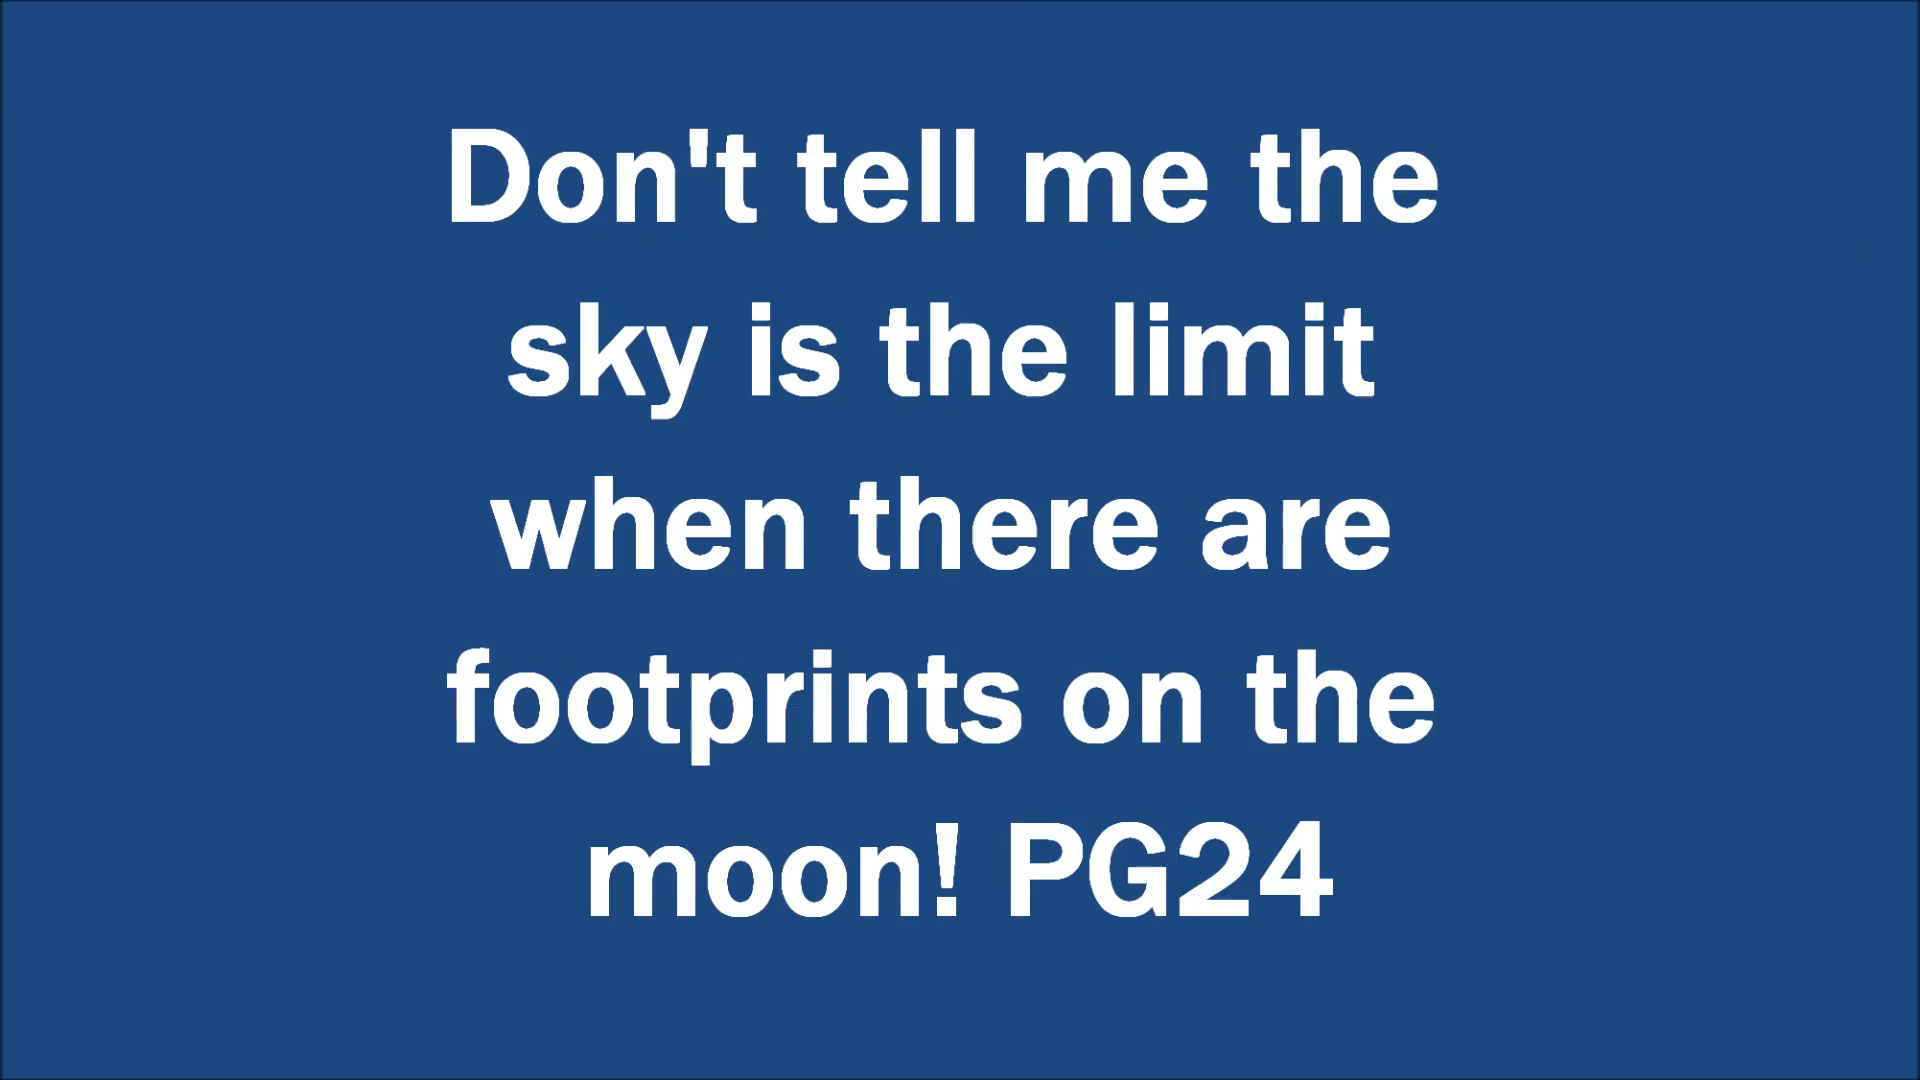 Don't tell me the
sky is the limit
when there are
footprints on the
moon! PG24